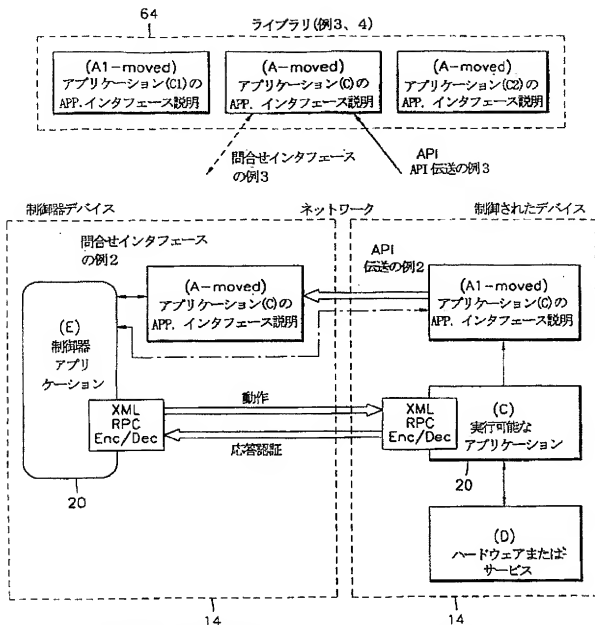 64
ライブラリ(例3、4)
(A1-moved)
アプリケーション(C1)の
APP. インタフェース説明
(A-moved)
アプリケーション(C)の
APP. インタフェース説明
(A-moved)
アプリケーション(C2)の
APP. インタフェース説明
問合せインタフェース
の例3
API
API伝送の例3
制御器デバイス
ネットワーク
制御されたデバイス
問合せインタフェース
の例2
(A-moved)
アプリケーション(C)の
APP. インタフェース説明
API
伝送の例2
(A1-moved)
アプリケーション(C)の
APP. インタフェース説明
(E)
制御器
アプリ
ケーション
XML
RPC
Enc/Dec
動作
応答認証
XML
RPC
Enc/Dec
(C)
実行可能な
アプリケーション
20
20
(D)
ハードウェアまたは
サービス
14
14